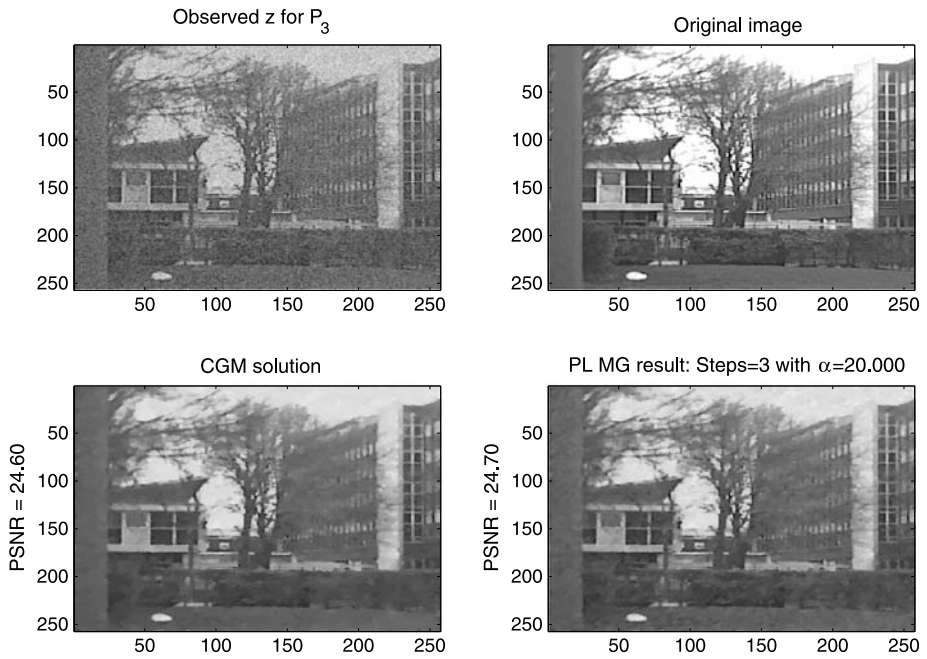 Observed z for P3
50
100
150
200
250
50 100 150 200 250
Original image
50
100
150
200
250
50 100 150 200 250
CGM solution
PSNR = 24.60
50
100
150
200
250
50 100 150 200 250
PL MG result: Steps=3 with α=20.000
PSNR = 24.70
50
100
150
200
250
50 100 150 200 250